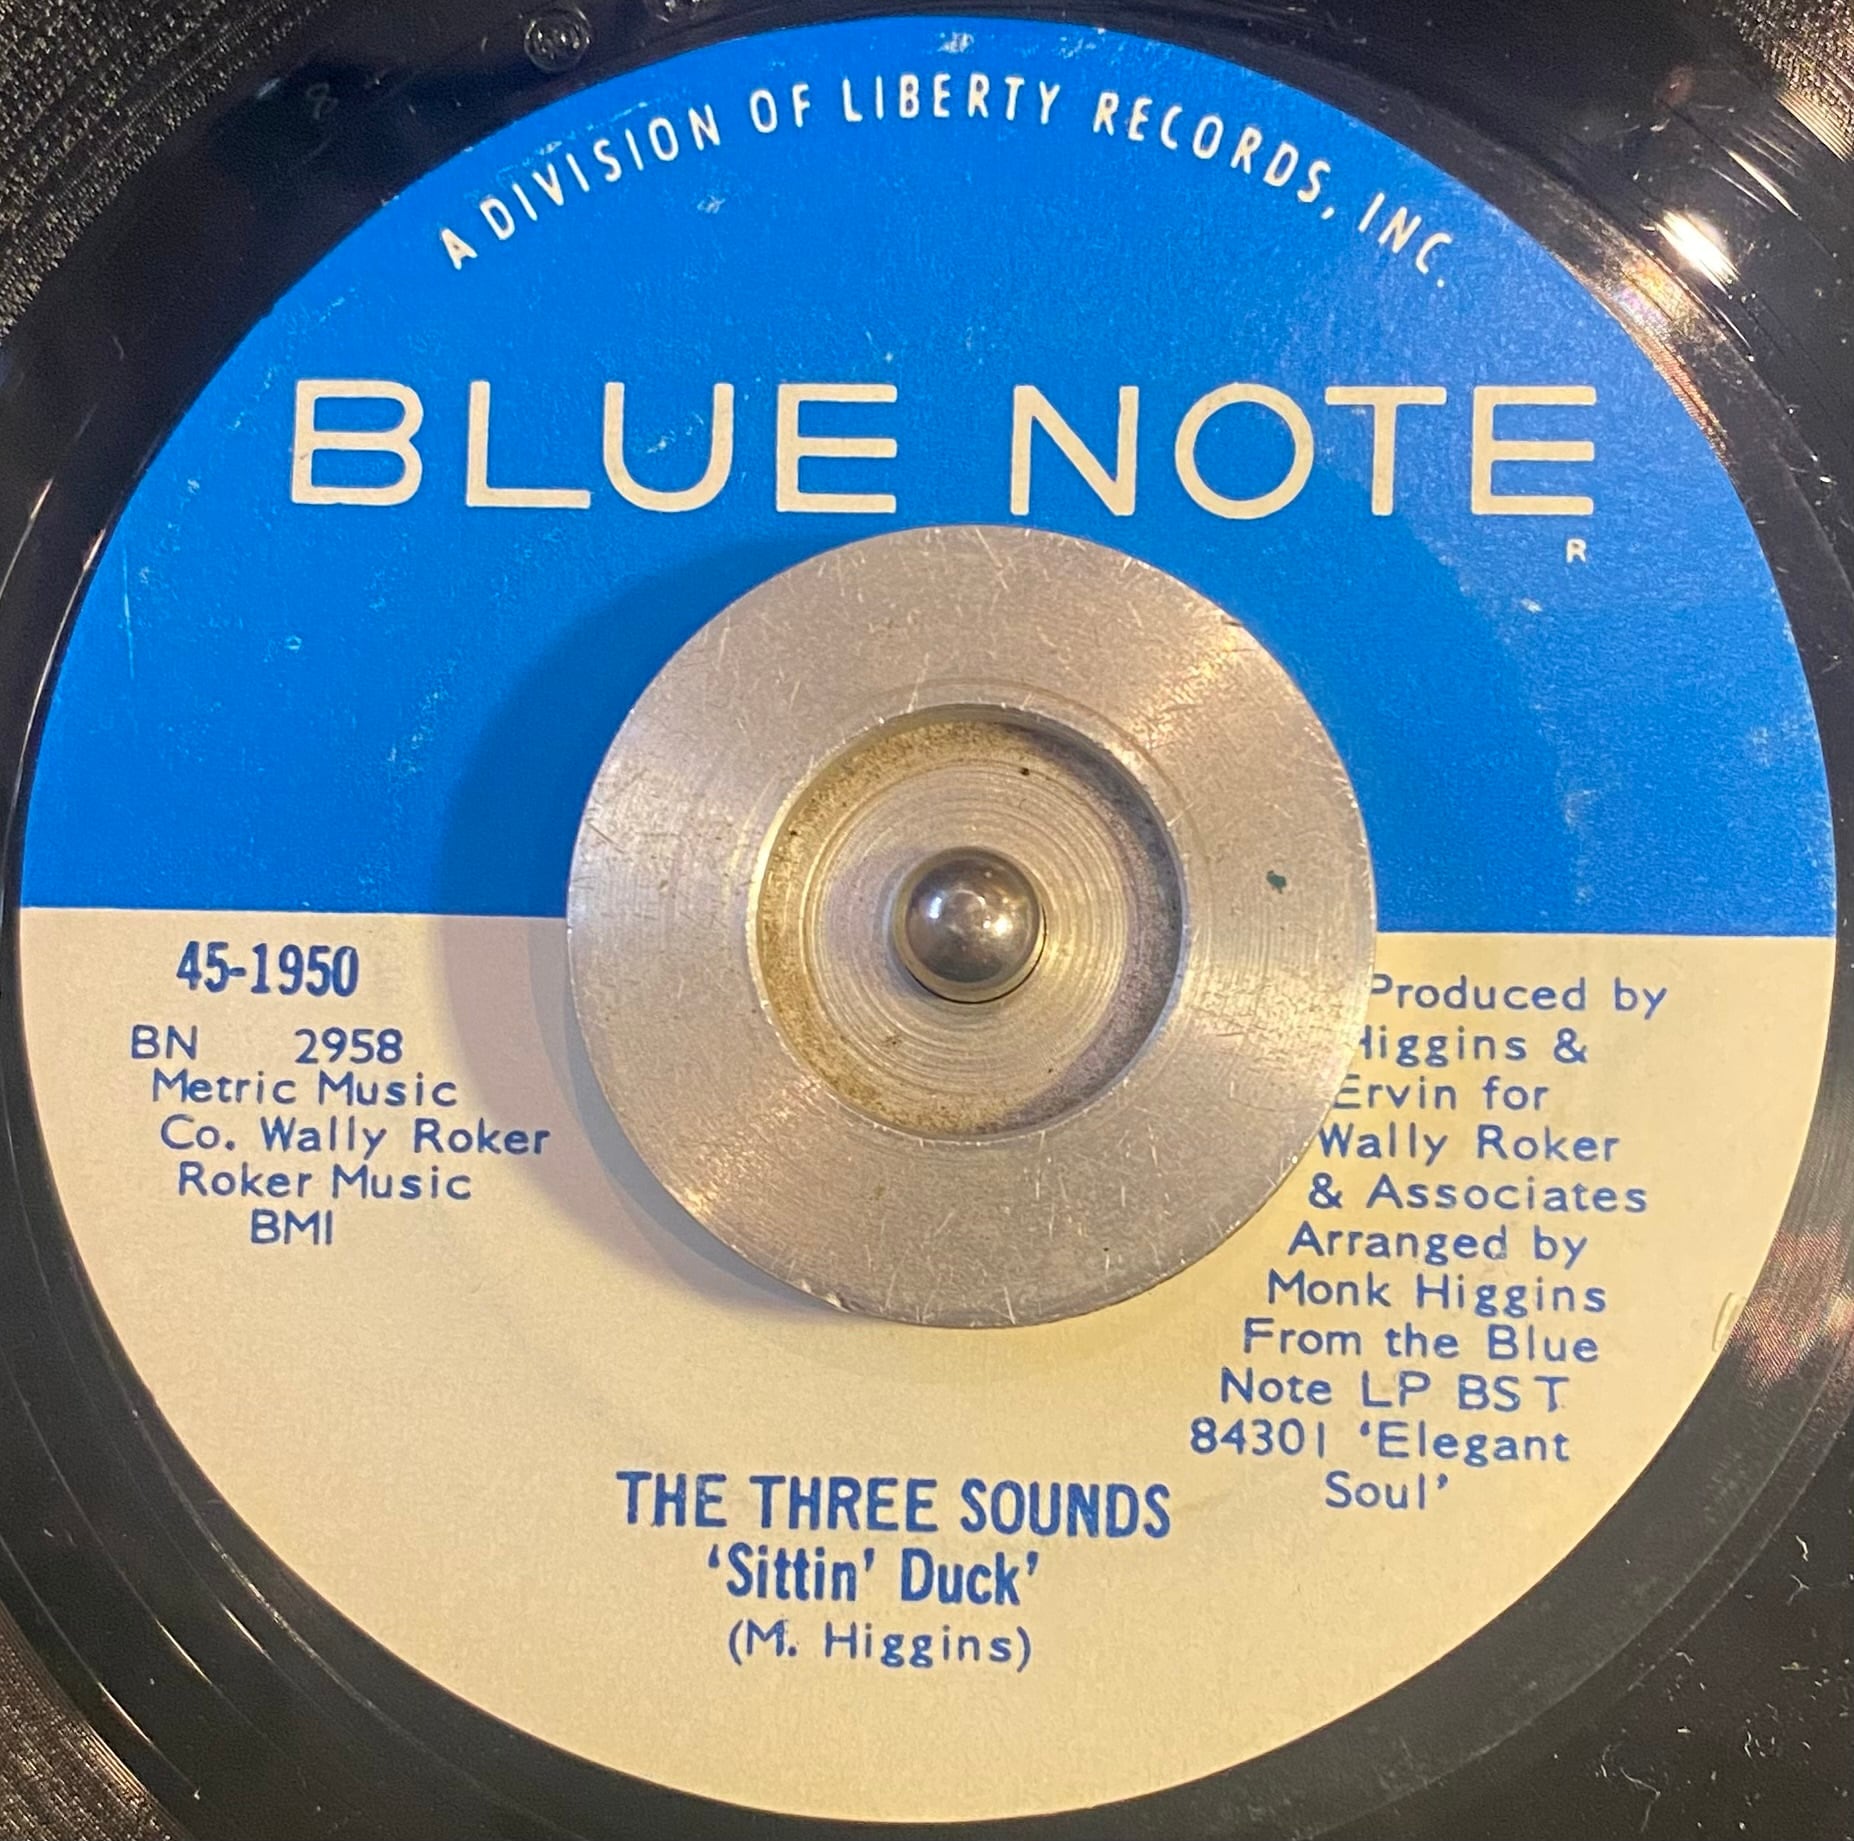 A DIVISION OF LIBERTY RECORDS, INC.
BLUE NOTE
R
45-1950
BN 2958
Metric Music
Co. Wally Roker
Roker Music
BMI
Produced by
Higgins &
Ervin for
Wally Roker
& Associates
Arranged by
Monk Higgins
From the Blue
Note LP BST
84301 'Elegant
Soul'
THE THREE SOUNDS
'Sittin' Duck'
(M. Higgins)